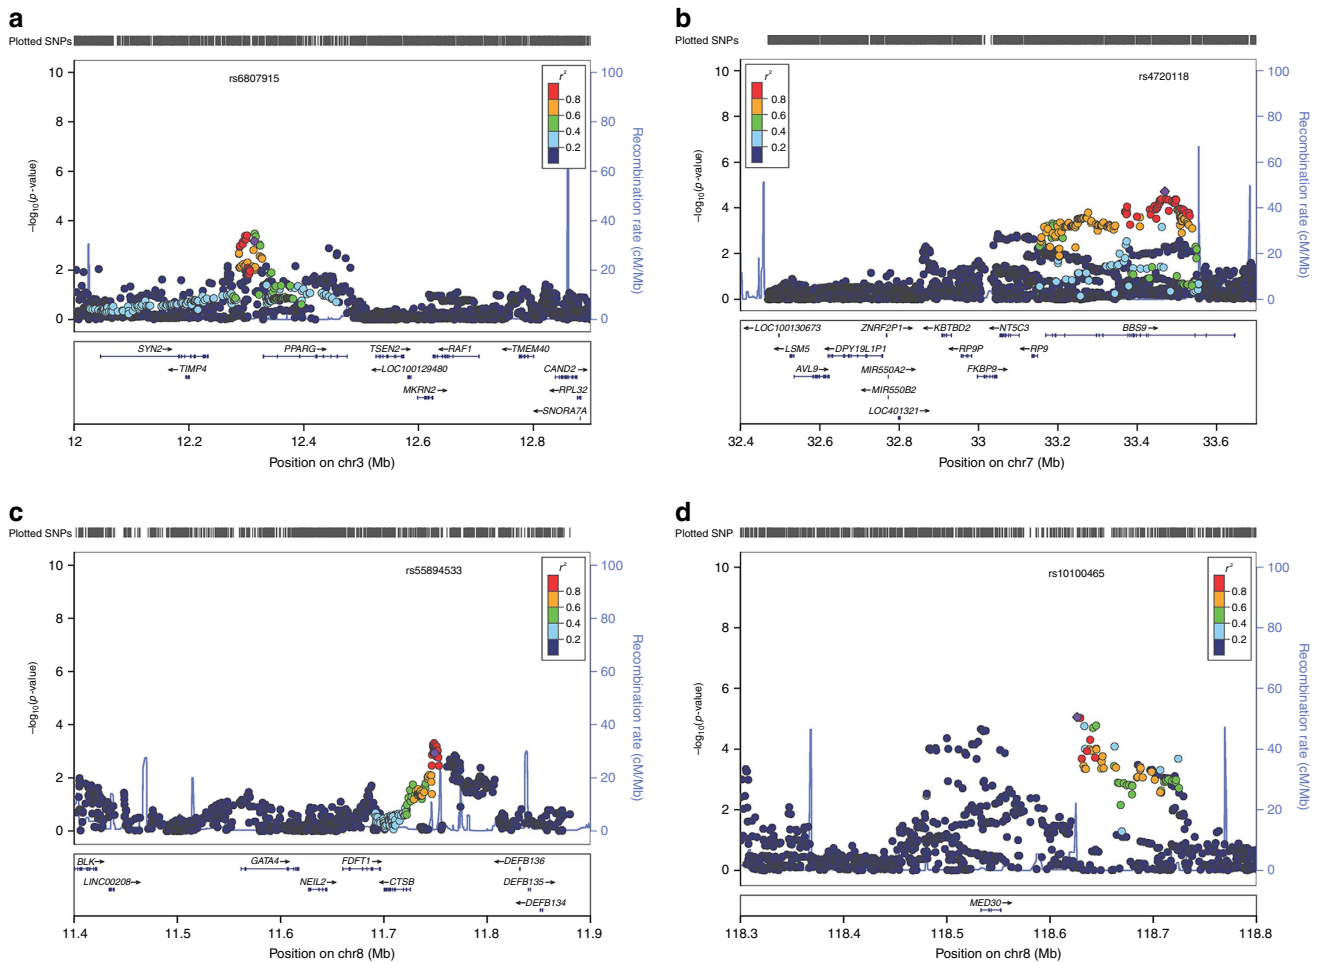 a
Plotted SNPs
rs6807915
r²
0.8
0.6
0.4
0.2
10
8
6
4
2
0
−log10(p-value)
100
80
60
40
20
0
Recombination rate (cM/Mb)
SYN2→
PPARG→
TSEN2→
←RAF1
←TMEM40
←TIMP4
←LOC100129480
CAND2→
MKRN2→
←RPL32
←SNORA7A
12
12.2
12.4
12.6
12.8
Position on chr3 (Mb)
b
Plotted SNPs
rs4720118
r²
0.8
0.6
0.4
0.2
10
8
6
4
2
0
−log10(p-value)
100
80
60
40
20
0
Recombination rate (cM/Mb)
←LOC100130673
ZNRF2P1→
←KBTBD2
←NT5C3
BBS9→
←LSM5
←DPY19L1P1
←RP9P
←RP9
AVL9→
MIR550A2→
FKBP9→
←MIR550B2
LOC401321→
32.4
32.6
32.8
33
33.2
33.4
33.6
Position on chr7 (Mb)
c
Plotted SNPs
rs55894533
r²
0.8
0.6
0.4
0.2
10
8
6
4
2
0
−log10(p-value)
100
80
60
40
20
0
Recombination rate (cM/Mb)
BLK→
GATA4→
FDFT1→
←DEFB136
LINC00208→
NEIL2→
←CTSB
DEFB135→
←DEFB134
11.4
11.5
11.6
11.7
11.8
11.9
Position on chr8 (Mb)
d
Plotted SNP
rs10100465
r²
0.8
0.6
0.4
0.2
10
8
6
4
2
0
−log10(p-value)
100
80
60
40
20
0
Recombination rate (cM/Mb)
MED30→
118.3
118.4
118.5
118.6
118.7
118.8
Position on chr8 (Mb)